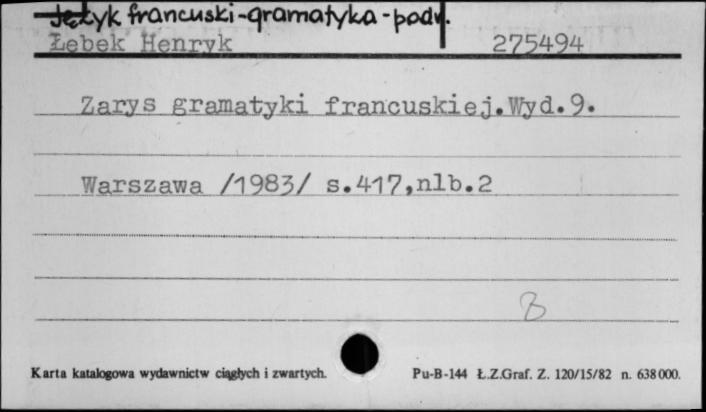 Język francuski-gramatyka-podr.
Łebek Henryk 275494
Zarys gramatyki francuskiej.Wyd.9.
Warszawa /1983/ s.417,nlb.2
B
Karta katalogowa wydawnictw ciągłych i zwartych. Pu-B-144 Ł.Z.Graf. Z. 120/15/82 n. 638000.